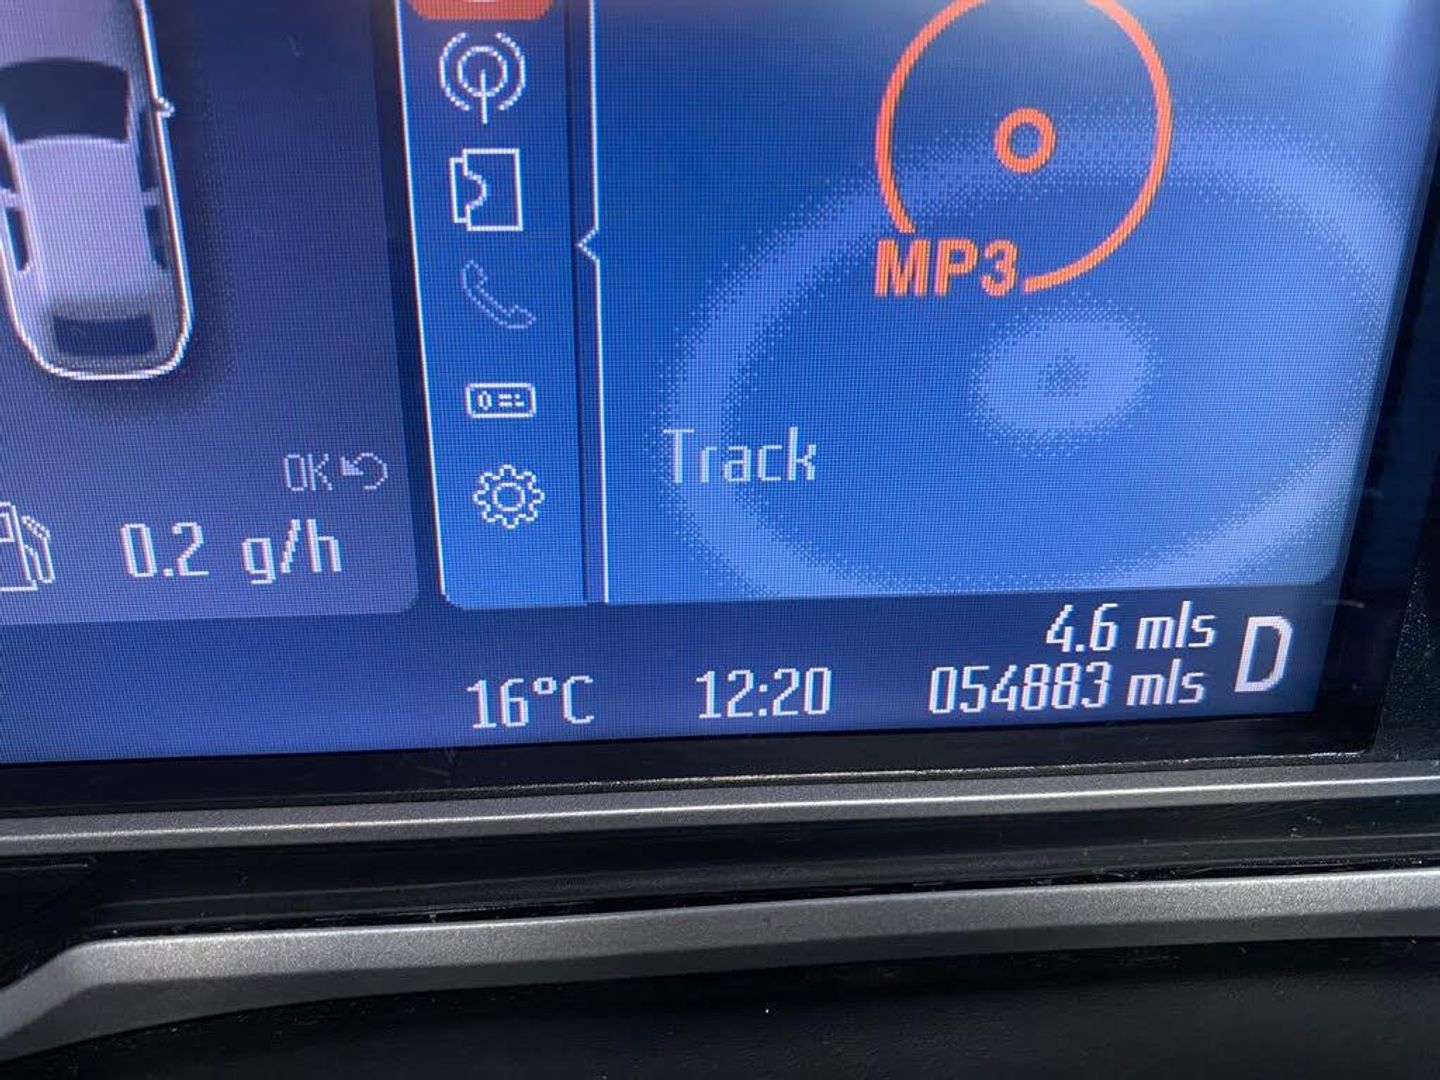 MP3
Track
OK
0.2 g/h
4.6 mls
16°C 12:20 054883 mls D